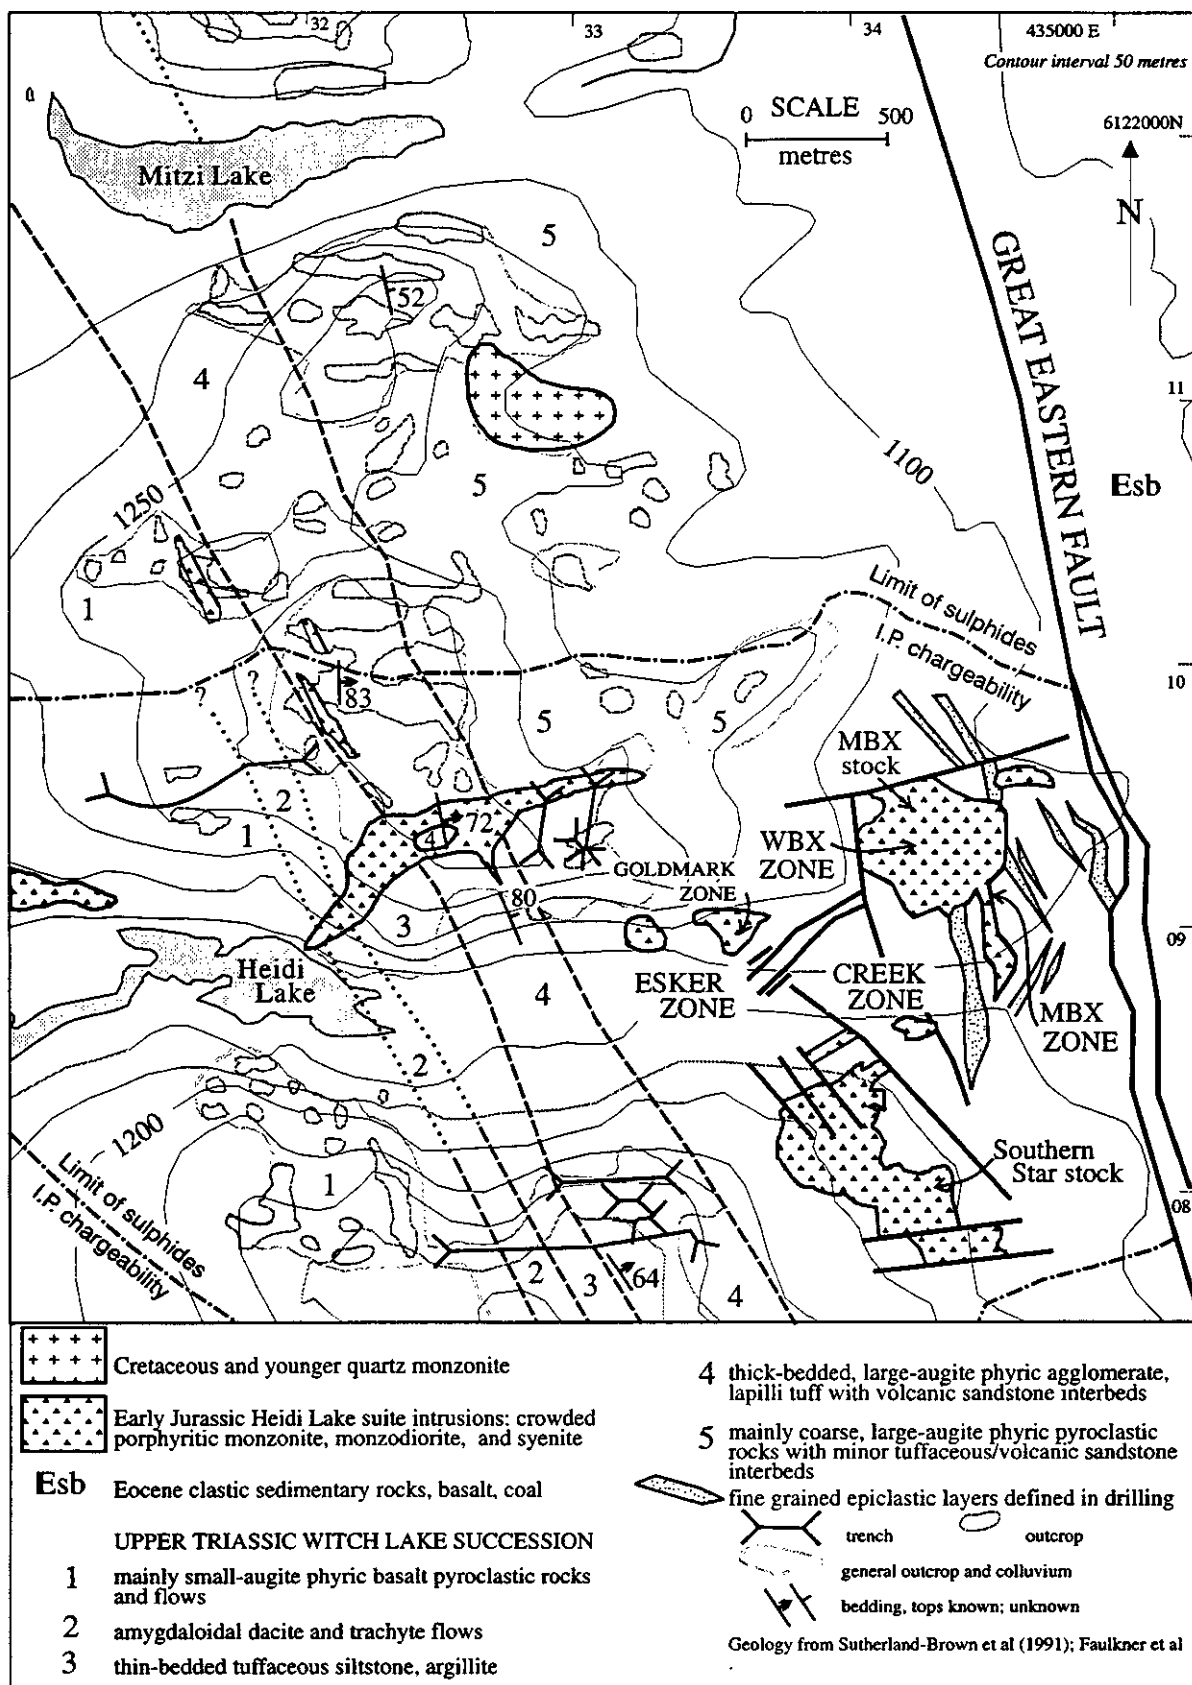 32
33
34
435000 E
Contour interval 50 metres
0 SCALE 500
metres
6122000N
N
Mitzi Lake
5
52
4
GREAT EASTERN FAULT
11
1100
5
Esb
1250
1
Limit of sulphides
I.P. chargeability
10
? ?
83
5
5
MBX
stock
2
1
72
4
WBX
ZONE
GOLDMARK
ZONE
80
3
09
Heidi
Lake
ESKER
ZONE
CREEK
ZONE
4
MBX
ZONE
2
1200
Limit of sulphides
I.P. chargeability
1
Southern
Star stock
08
2
3
64
4
Cretaceous and younger quartz monzonite
Early Jurassic Heidi Lake suite intrusions: crowded
porphyritic monzonite, monzodiorite, and syenite
Esb Eocene clastic sedimentary rocks, basalt, coal
UPPER TRIASSIC WITCH LAKE SUCCESSION
1 mainly small-augite phyric basalt pyroclastic rocks
and flows
2 amygdaloidal dacite and trachyte flows
3 thin-bedded tuffaceous siltstone, argillite
4 thick-bedded, large-augite phyric agglomerate,
lapilli tuff with volcanic sandstone interbeds
5 mainly coarse, large-augite phyric pyroclastic
rocks with minor tuffaceous/volcanic sandstone
interbeds
fine grained epiclastic layers defined in drilling
trench outcrop
general outcrop and colluvium
bedding, tops known; unknown
Geology from Sutherland-Brown et al (1991); Faulkner et al